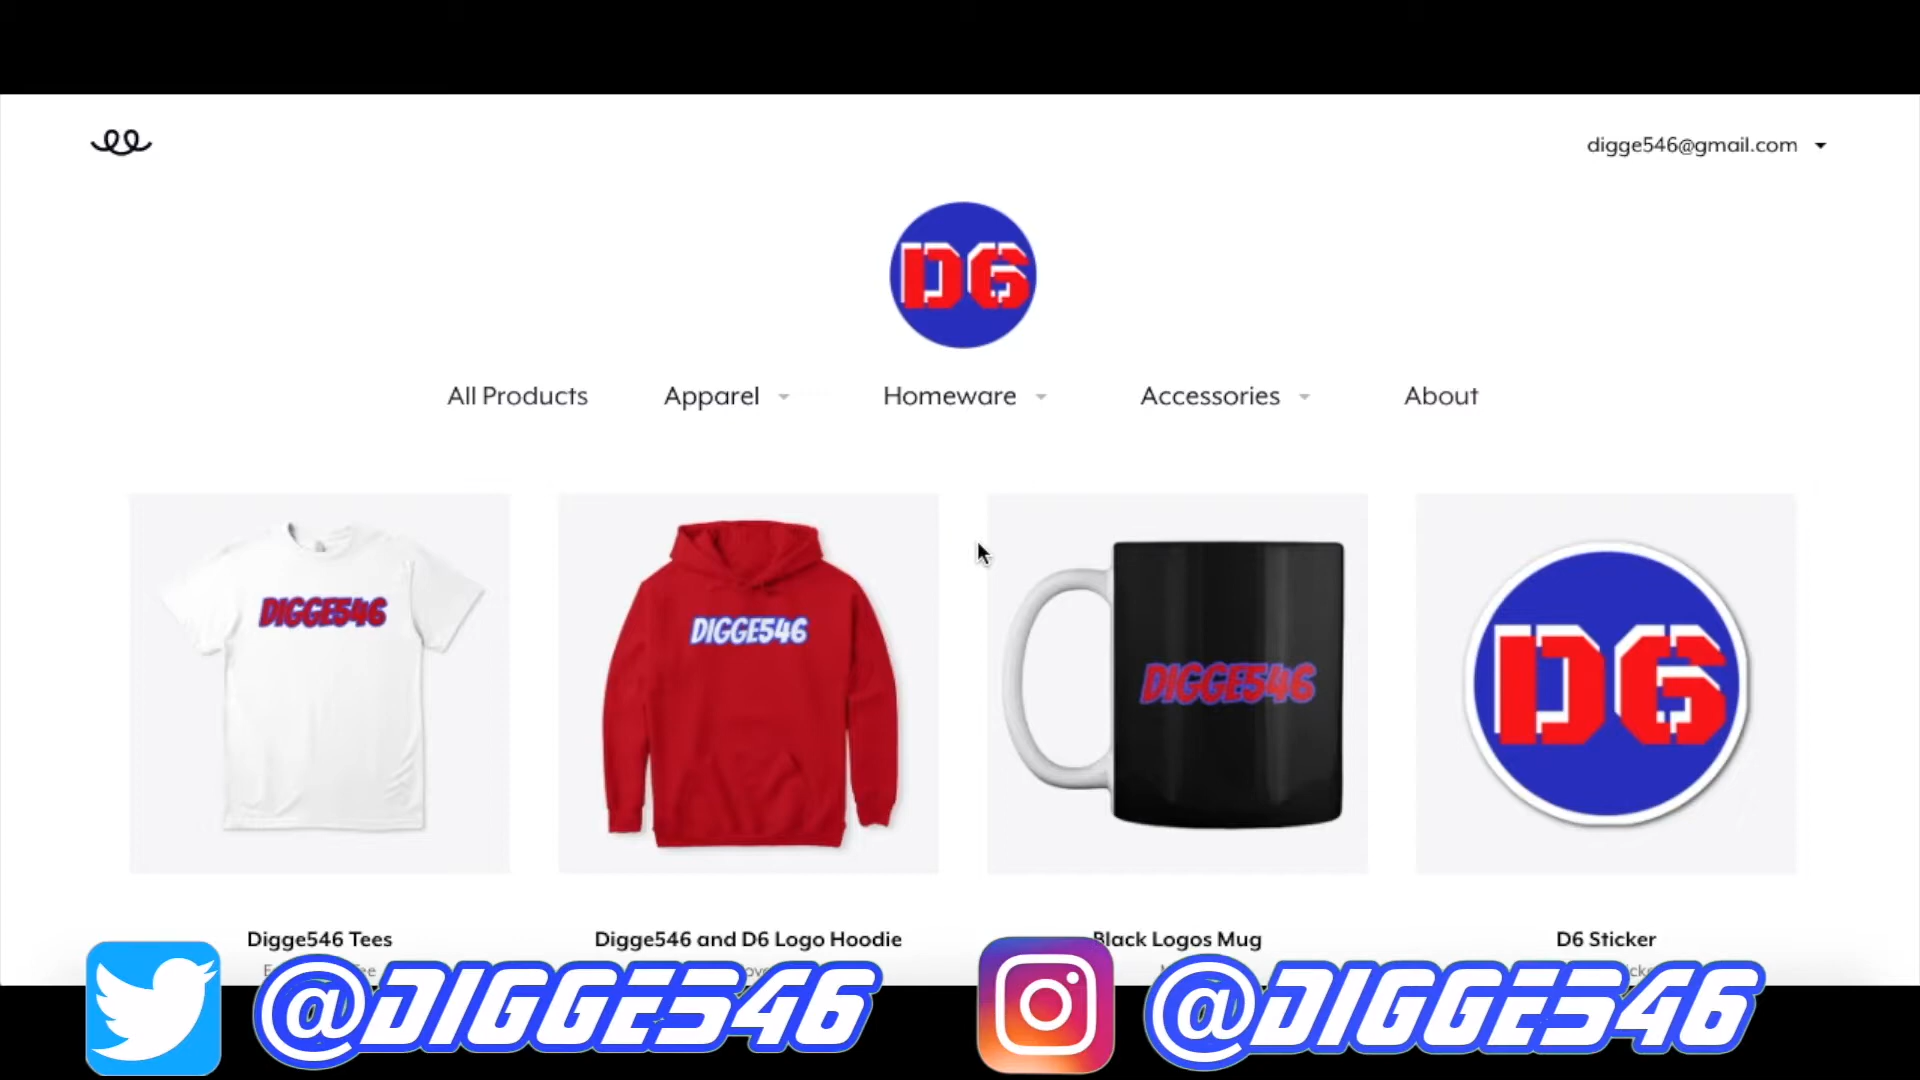 digge546@gmail.com
D6
All Products Apparel Homeware Accessories About
DIGGE546
DIGGE546
DIGGE546
D6
Digge546 Tees
Digge546 and D6 Logo Hoodie
Black Logos Mug
D6 Sticker
@DIGGE546
@DIGGE546